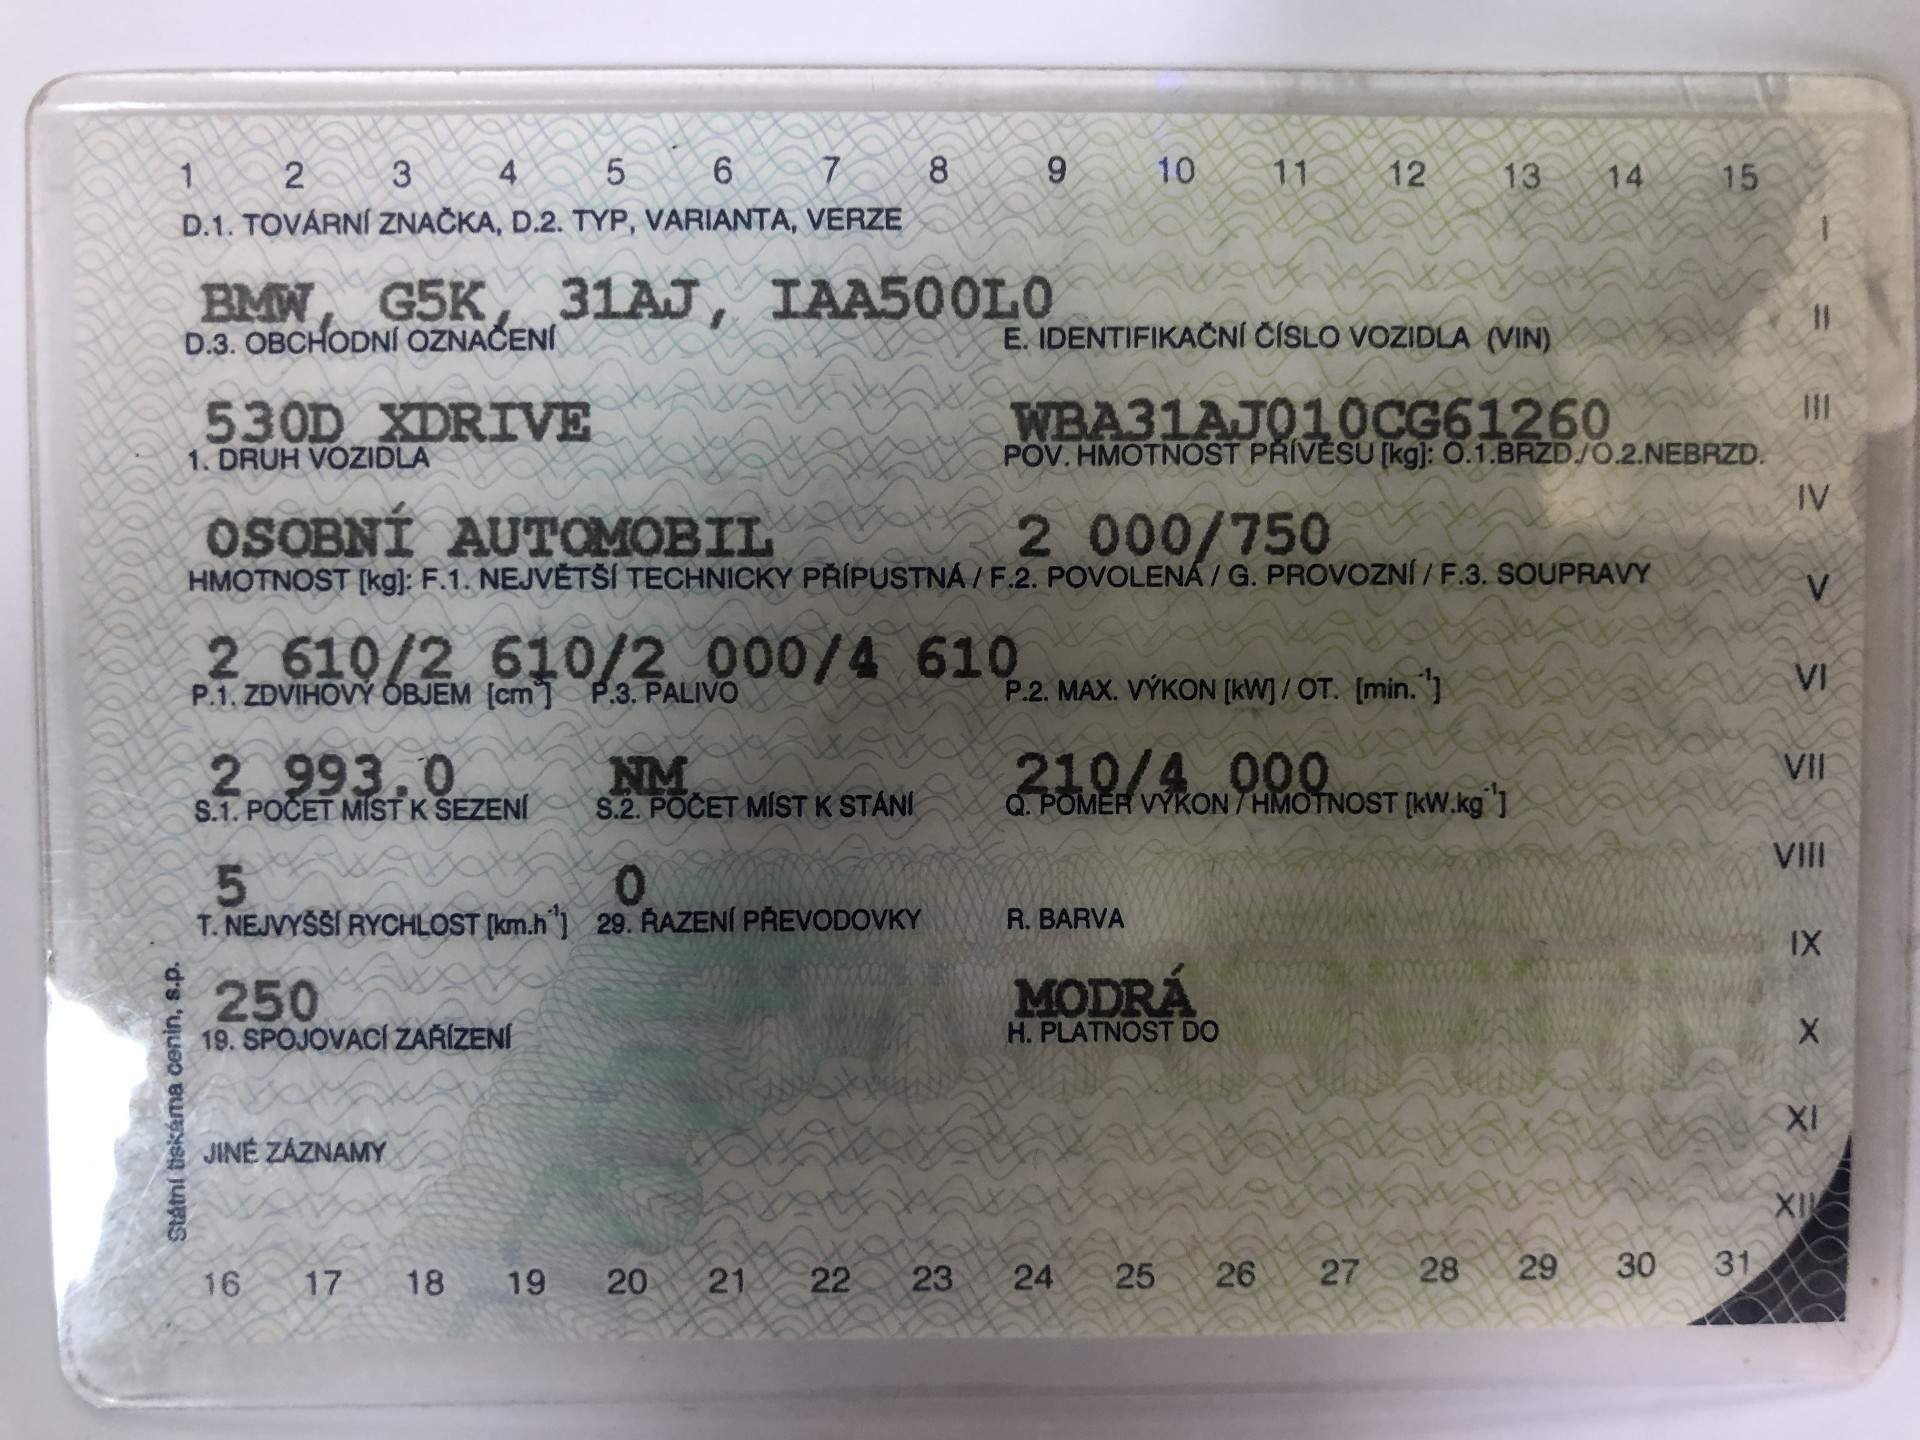 1 2 3 4 5 6 7 8 9 10 11 12 13 14 15
D.1. TOVÁRNÍ ZNAČKA, D.2. TYP, VARIANTA, VERZE
I
BMW, G5K, 31AJ, IAA500L0
II
D.3. OBCHODNÍ OZNAČENÍ E. IDENTIFIKAČNÍ ČÍSLO VOZIDLA (VIN)
530D XDRIVE WBA31AJ010CG61260
III
1. DRUH VOZIDLA POV. HMOTNOST PŘÍVĚSU [kg]: O.1.BRZD./O.2.NEBRZD.
IV
OSOBNÍ AUTOMOBIL 2 000/750
HMOTNOST [kg]: F.1. NEJVĚTŠÍ TECHNICKY PŘÍPUSTNÁ / F.2. POVOLENÁ / G. PROVOZNÍ / F.3. SOUPRAVY
V
2 610/2 610/2 000/4 610
VI
P.1. ZDVIHOVÝ OBJEM [cm³] P.3. PALIVO P.2. MAX. VÝKON [kW] / OT. [min.⁻¹]
2 993.0 NM 210/4 000
VII
S.1. POČET MÍST K SEZENÍ S.2. POČET MÍST K STÁNÍ Q. POMĚR VÝKON / HMOTNOST [kW.kg⁻¹]
VIII
5 0
T. NEJVYŠŠÍ RYCHLOST [km.h⁻¹] 29. ŘAZENÍ PŘEVODOVKY R. BARVA
IX
250 MODRÁ
19. SPOJOVACÍ ZAŘÍZENÍ H. PLATNOST DO
X
Státní tiskárna cenin, s.p.
XI
JINÉ ZÁZNAMY
XII
16 17 18 19 20 21 22 23 24 25 26 27 28 29 30 31